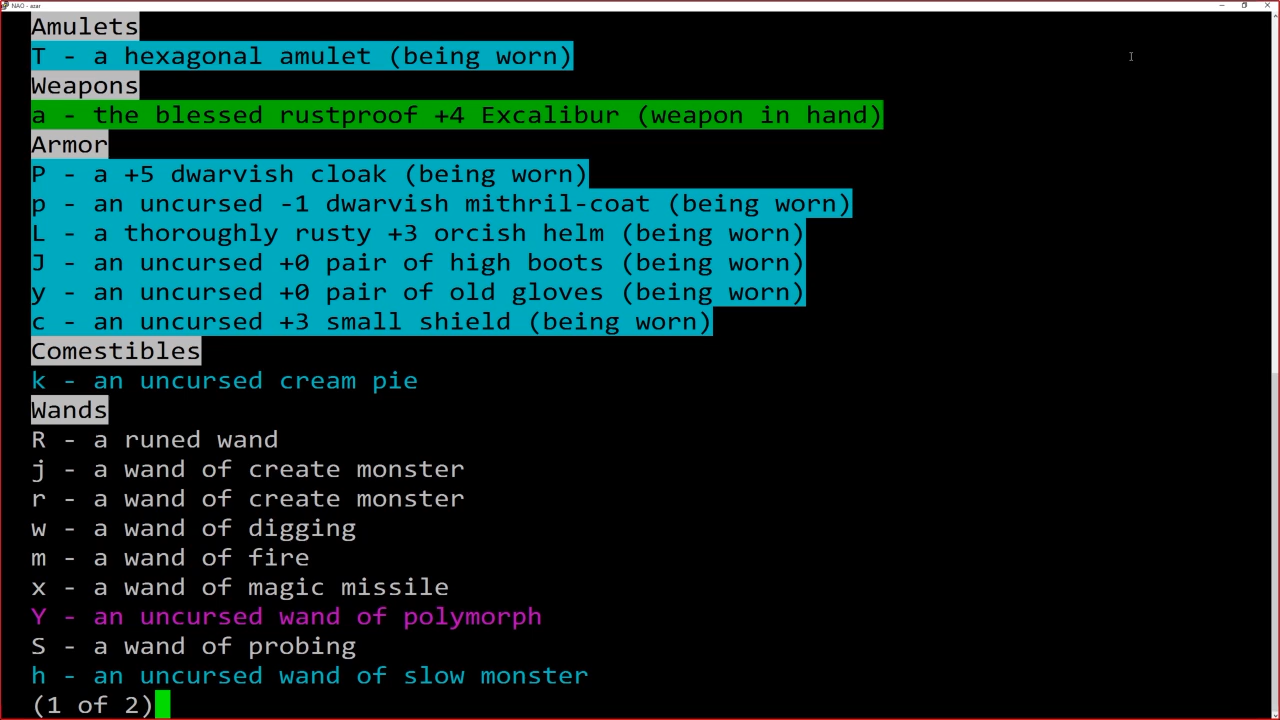 NAO - azar
Amulets
T - a hexagonal amulet (being worn)
Weapons
a - the blessed rustproof +4 Excalibur (weapon in hand)
Armor
P - a +5 dwarvish cloak (being worn)
p - an uncursed -1 dwarvish mithril-coat (being worn)
L - a thoroughly rusty +3 orcish helm (being worn)
J - an uncursed +0 pair of high boots (being worn)
y - an uncursed +0 pair of old gloves (being worn)
c - an uncursed +3 small shield (being worn)
Comestibles
k - an uncursed cream pie
Wands
R - a runed wand
j - a wand of create monster
r - a wand of create monster
w - a wand of digging
m - a wand of fire
x - a wand of magic missile
Y - an uncursed wand of polymorph
S - a wand of probing
h - an uncursed wand of slow monster
(1 of 2)